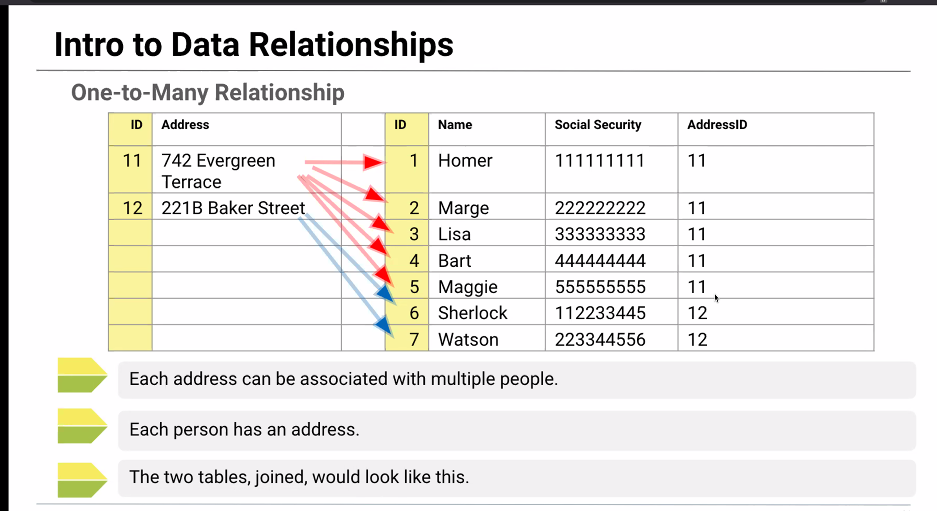 Intro to Data Relationships
One-to-Many Relationship
ID Address ID Name Social Security AddressID
11 742 Evergreen 1 Homer 111111111 11
Terrace
12 221B Baker Street 2 Marge 222222222 11
3 Lisa 333333333 11
4 Bart 444444444 11
5 Maggie 555555555 11
6 Sherlock 112233445 12
7 Watson 223344556 12
Each address can be associated with multiple people.
Each person has an address.
The two tables, joined, would look like this.